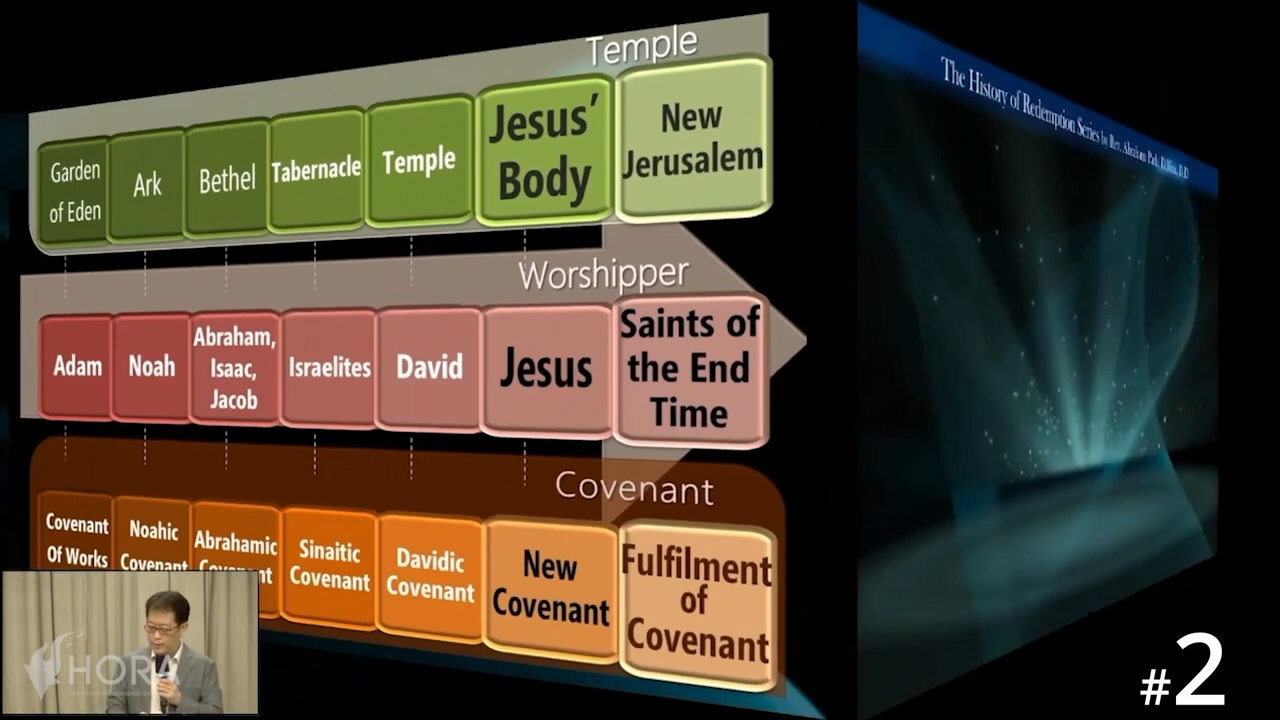 Temple
Garden
of Eden
Ark
Bethel
Tabernacle
Temple
Jesus’
Body
New
Jerusalem
Worshipper
Adam
Noah
Abraham,
Isaac,
Jacob
Israelites
David
Jesus
Saints of
the End
Time
Covenant
Covenant
Of Works
Noahic
Covenant
Abrahamic
Covenant
Sinaitic
Covenant
Davidic
Covenant
New
Covenant
Fulfilment
of
Covenant
The History of Redemption Series by Rev. Abraham Park
HORA
#2